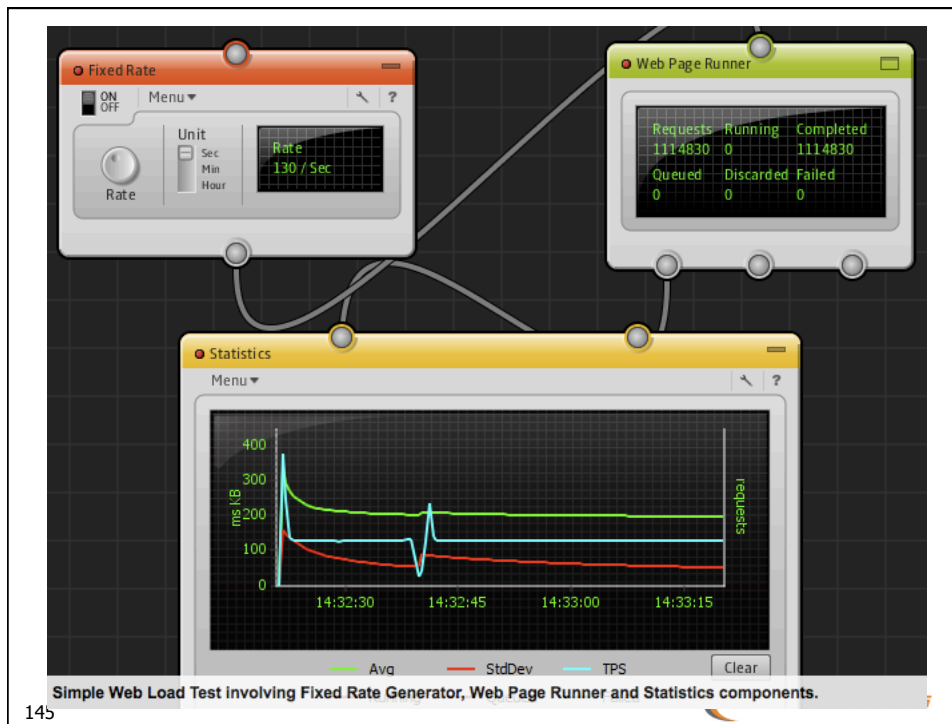 Fixed Rate
ON
OFF
Menu
?
Unit
Sec
Min
Hour
Rate
Rate
130 / Sec
Web Page Runner
Requests Running Completed
1114830 0 1114830
Queued Discarded Failed
0 0 0
Statistics
Menu
?
400
300
200
100
0
ms KB
requests
14:32:30 14:32:45 14:33:00 14:33:15
Avg StdDev TPS
Clear
Simple Web Load Test involving Fixed Rate Generator, Web Page Runner and Statistics components.
145